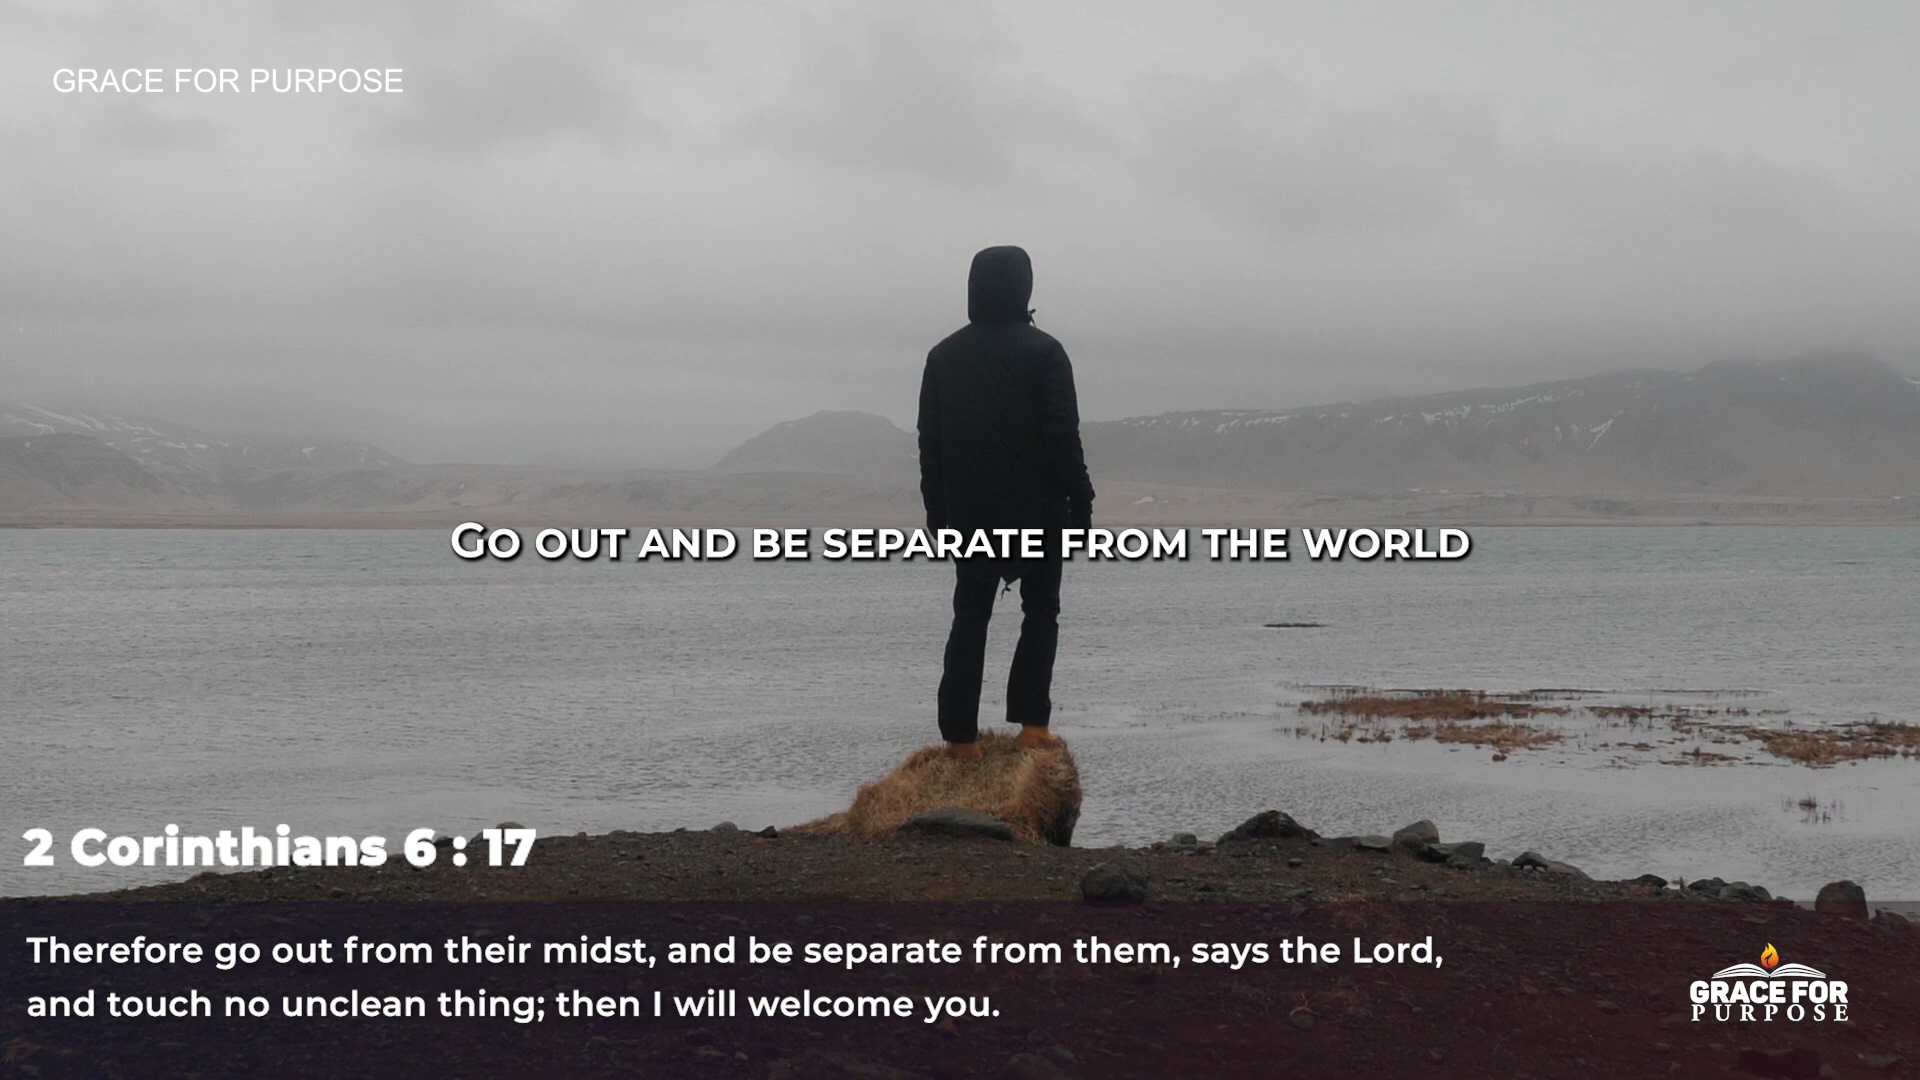 GRACE FOR PURPOSE
Go out and be separate from the world
2 Corinthians 6 : 17
Therefore go out from their midst, and be separate from them, says the Lord,
and touch no unclean thing; then I will welcome you.
GRACE FOR
PURPOSE